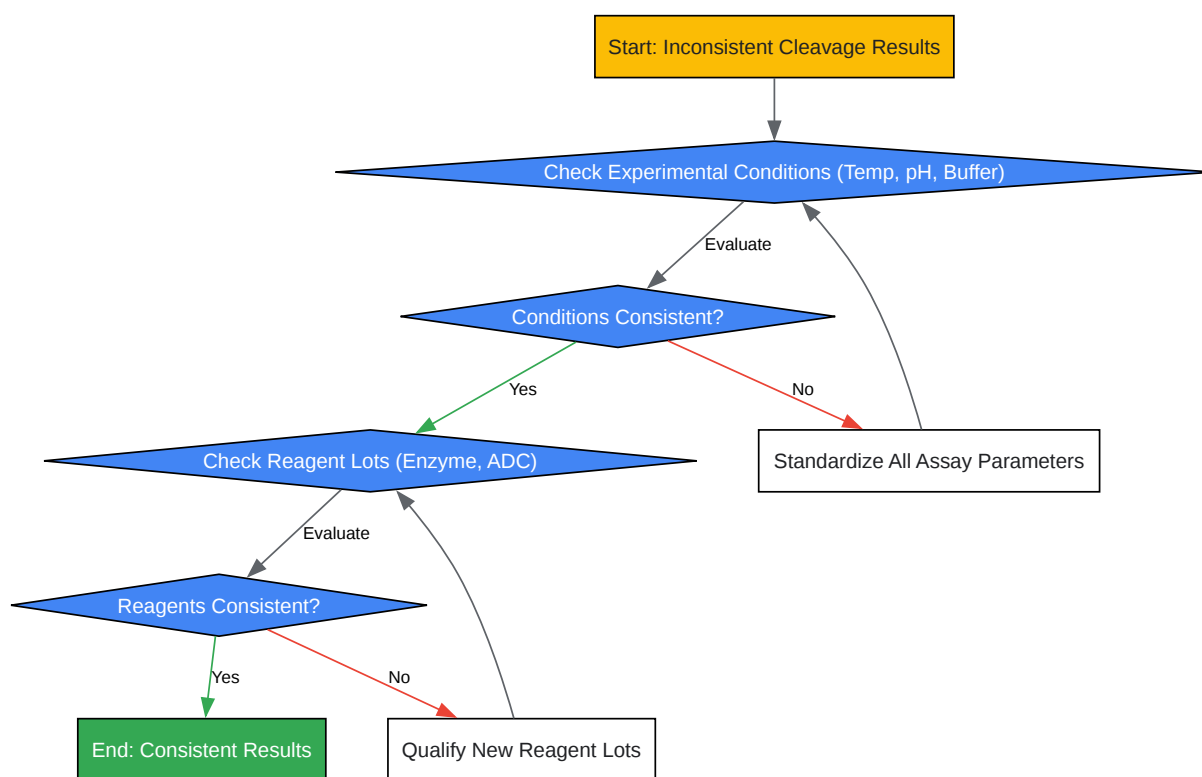 Start: Inconsistent Cleavage Results
Check Experimental Conditions (Temp, pH, Buffer)
Evaluate
Conditions Consistent?
Yes
No
Check Reagent Lots (Enzyme, ADC)
Standardize All Assay Parameters
Evaluate
Reagents Consistent?
Yes
No
End: Consistent Results
Qualify New Reagent Lots